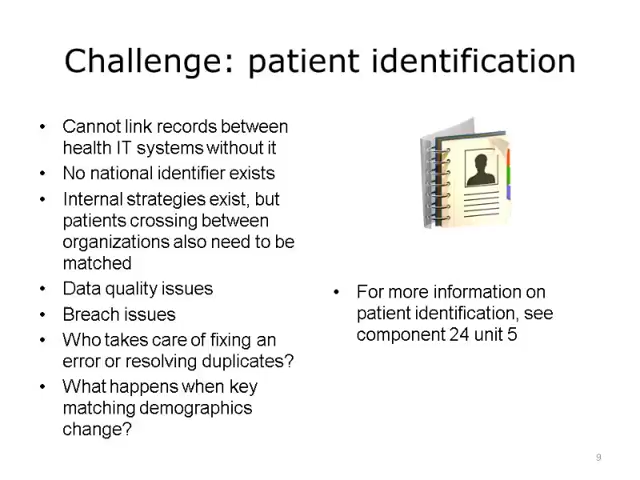 Challenge: patient identification
• Cannot link records between
health IT systems without it
• No national identifier exists
• Internal strategies exist, but
patients crossing between
organizations also need to be
matched
• Data quality issues
• Breach issues
• Who takes care of fixing an
error or resolving duplicates?
• What happens when key
matching demographics
change?
• For more information on
patient identification, see
component 24 unit 5
9